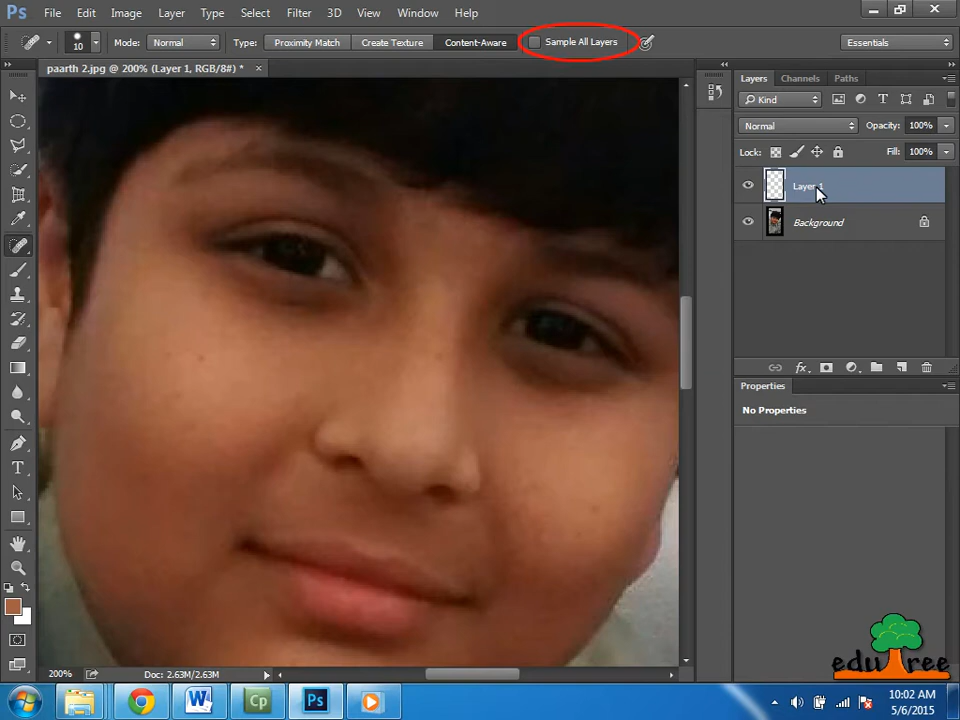 Ps File Edit Image Layer Type Select Filter 3D View Window Help
10 Mode: Normal Type: Proximity Match Create Texture Content-Aware Sample All Layers Essentials
paarth 2.jpg @ 200% (Layer 1, RGB/8#) * ×
Layers Channels Paths
Kind
Normal Opacity: 100%
Lock: Fill: 100%
Layer 1
Background
fx
Properties
No Properties
200% Doc: 2.63M/2.63M
eduTree
W Cp Ps
10:02 AM
5/6/2015